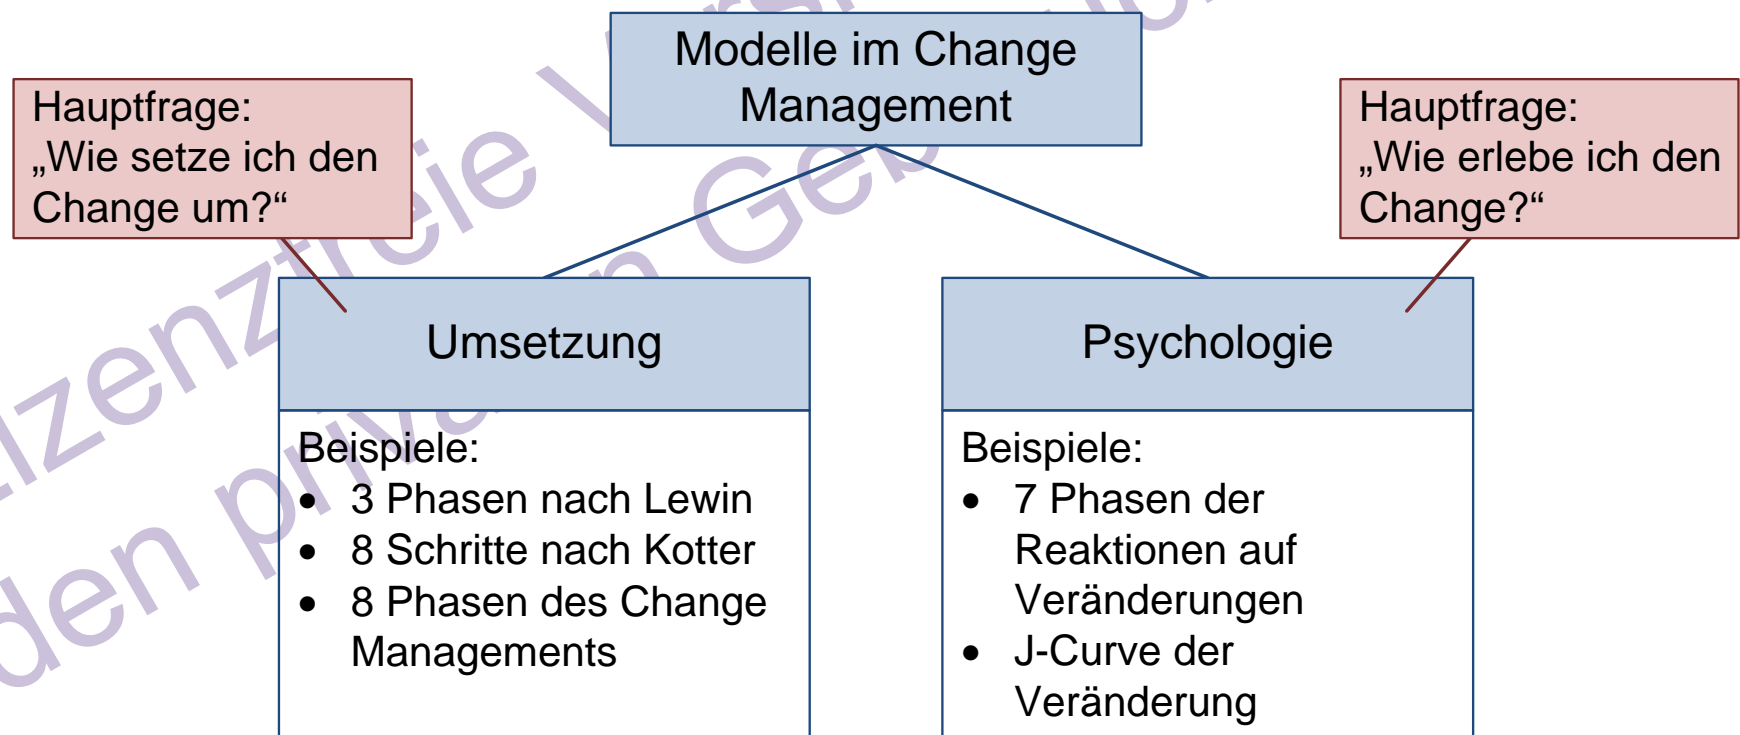 Modelle im Change
Management
Hauptfrage:
„Wie setze ich den
Change um?“
Hauptfrage:
„Wie erlebe ich den
Change?“
Umsetzung
Beispiele:
• 3 Phasen nach Lewin
• 8 Schritte nach Kotter
• 8 Phasen des Change
Managements
Psychologie
Beispiele:
• 7 Phasen der
Reaktionen auf
Veränderungen
• J-Curve der
Veränderung